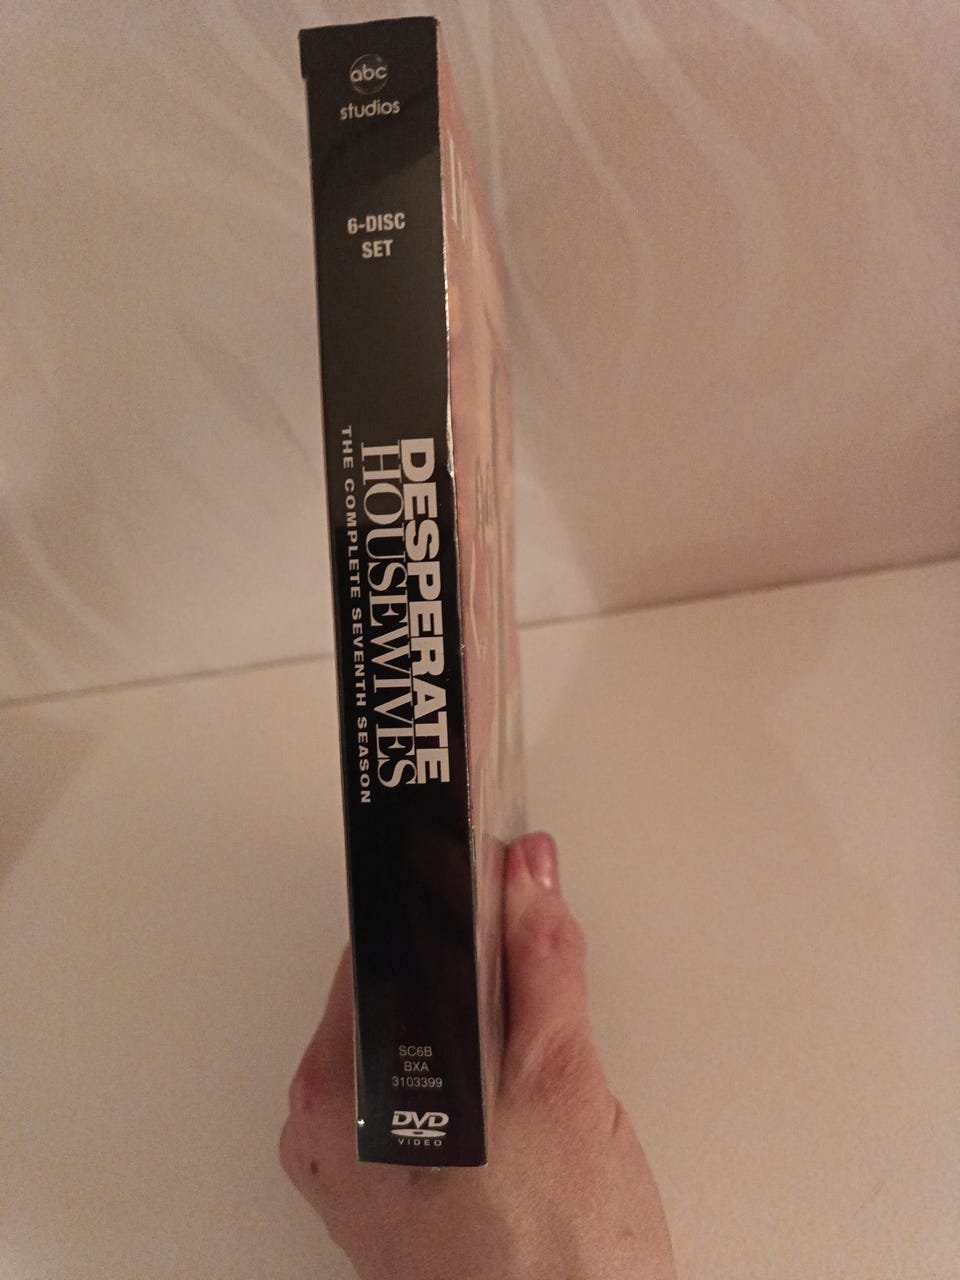 abc
studios
6-DISC
SET
DESPERATE
HOUSEWIVES
THE COMPLETE SEVENTH SEASON
SC6B
BXA
3103399
DVD
VIDEO